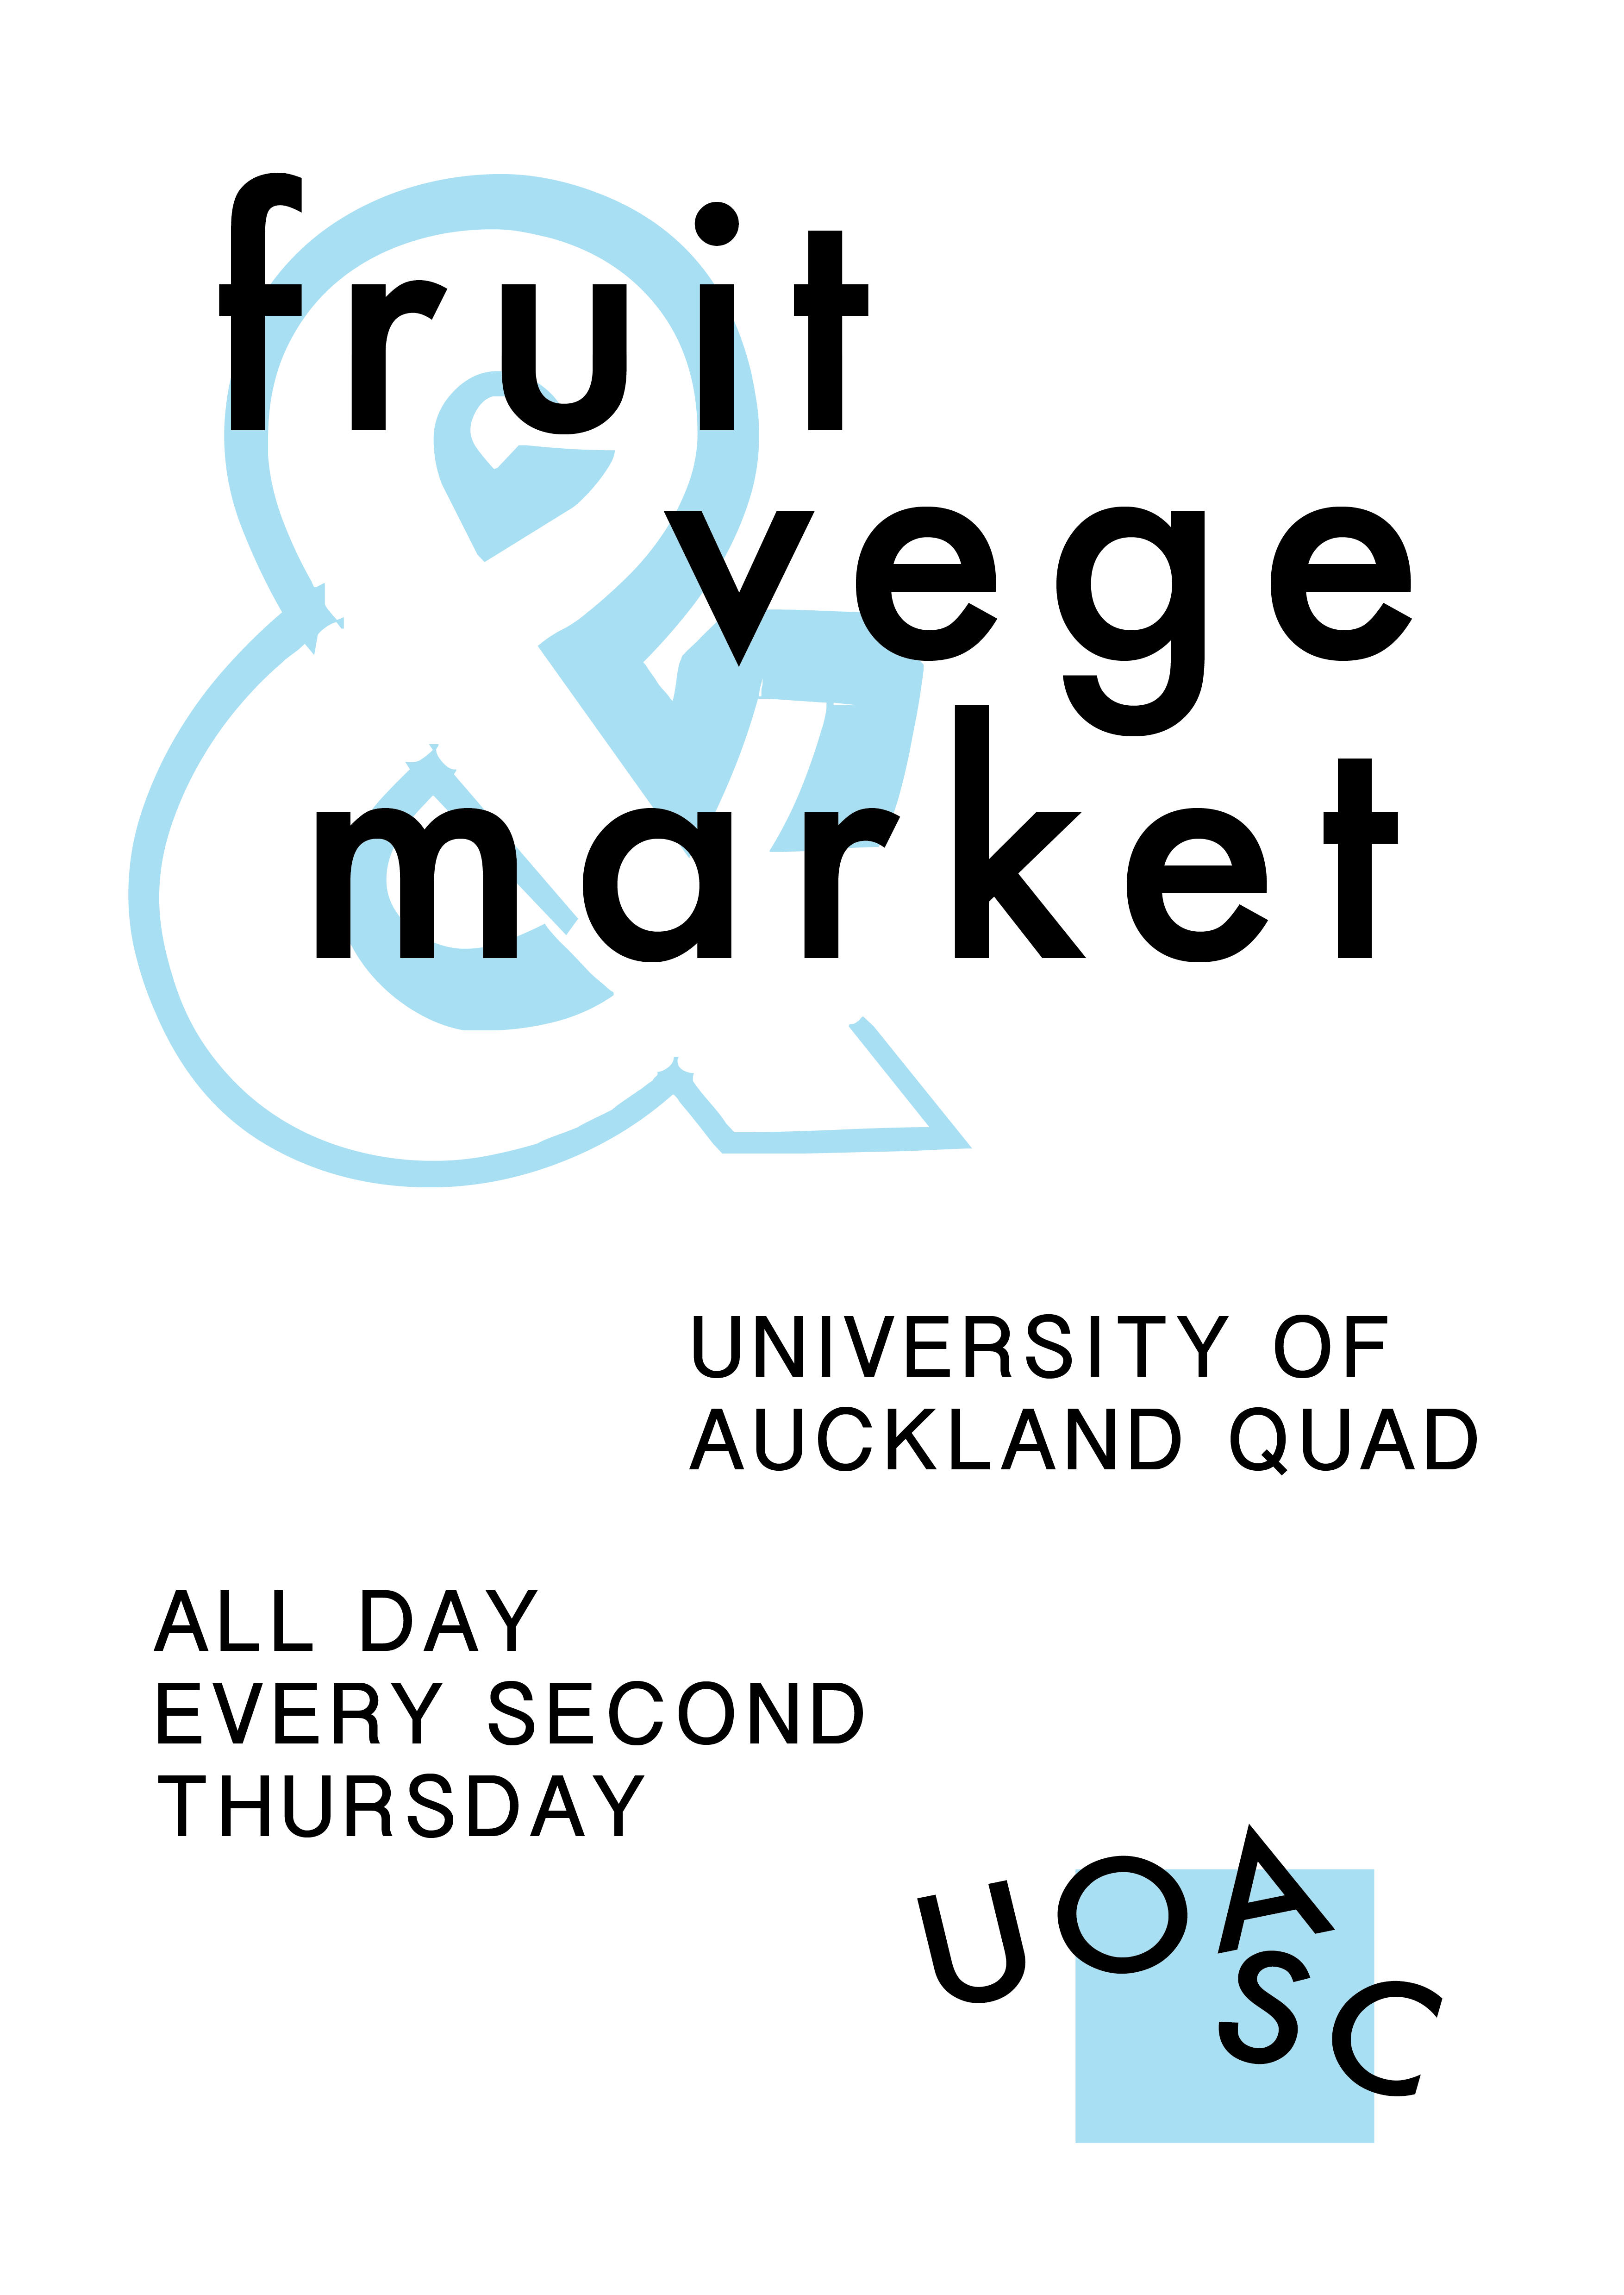 fruit
&
vege
market
UNIVERSITY OF
AUCKLAND QUAD
ALL DAY
EVERY SECOND
THURSDAY
UOA
SC